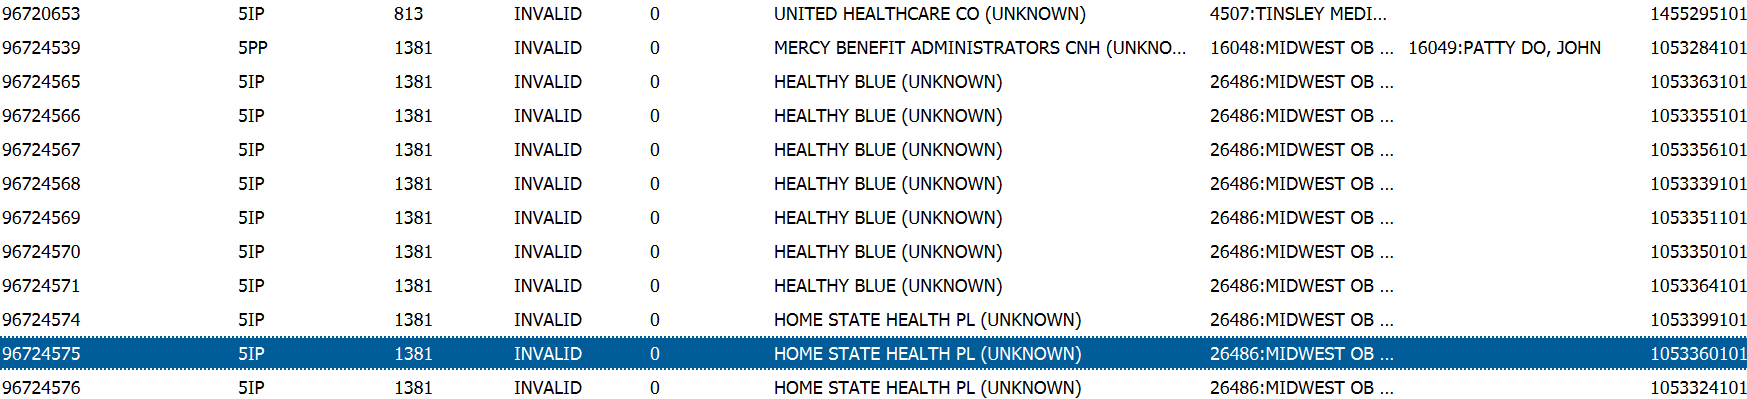 96720653 5IP 813 INVALID 0 UNITED HEALTHCARE CO (UNKNOWN) 4507:TINSLEY MEDI... 1455295101
96724539 5PP 1381 INVALID 0 MERCY BENEFIT ADMINISTRATORS CNH (UNKNO... 16048:MIDWEST OB ... 16049:PATTY DO, JOHN 1053284101
96724565 5IP 1381 INVALID 0 HEALTHY BLUE (UNKNOWN) 26486:MIDWEST OB ... 1053363101
96724566 5IP 1381 INVALID 0 HEALTHY BLUE (UNKNOWN) 26486:MIDWEST OB ... 1053355101
96724567 5IP 1381 INVALID 0 HEALTHY BLUE (UNKNOWN) 26486:MIDWEST OB ... 1053356101
96724568 5IP 1381 INVALID 0 HEALTHY BLUE (UNKNOWN) 26486:MIDWEST OB ... 1053339101
96724569 5IP 1381 INVALID 0 HEALTHY BLUE (UNKNOWN) 26486:MIDWEST OB ... 1053351101
96724570 5IP 1381 INVALID 0 HEALTHY BLUE (UNKNOWN) 26486:MIDWEST OB ... 1053350101
96724571 5IP 1381 INVALID 0 HEALTHY BLUE (UNKNOWN) 26486:MIDWEST OB ... 1053364101
96724574 5IP 1381 INVALID 0 HOME STATE HEALTH PL (UNKNOWN) 26486:MIDWEST OB ... 1053399101
96724575 5IP 1381 INVALID 0 HOME STATE HEALTH PL (UNKNOWN) 26486:MIDWEST OB ... 1053360101
96724576 5IP 1381 INVALID 0 HOME STATE HEALTH PL (UNKNOWN) 26486:MIDWEST OB ... 1053324101